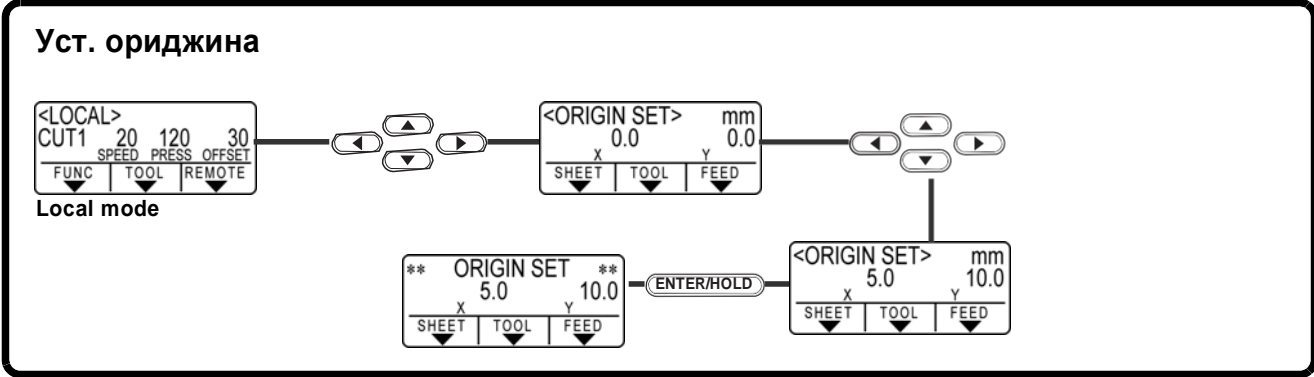 Уст. ориджина
<LOCAL>
CUT1 20 120 30
SPEED PRESS OFFSET
FUNC TOOL REMOTE
Local mode
<ORIGIN SET> mm
0.0 0.0
X Y
SHEET TOOL FEED
<ORIGIN SET> mm
5.0 10.0
X Y
SHEET TOOL FEED
ENTER/HOLD
** ORIGIN SET **
5.0 10.0
X Y
SHEET TOOL FEED